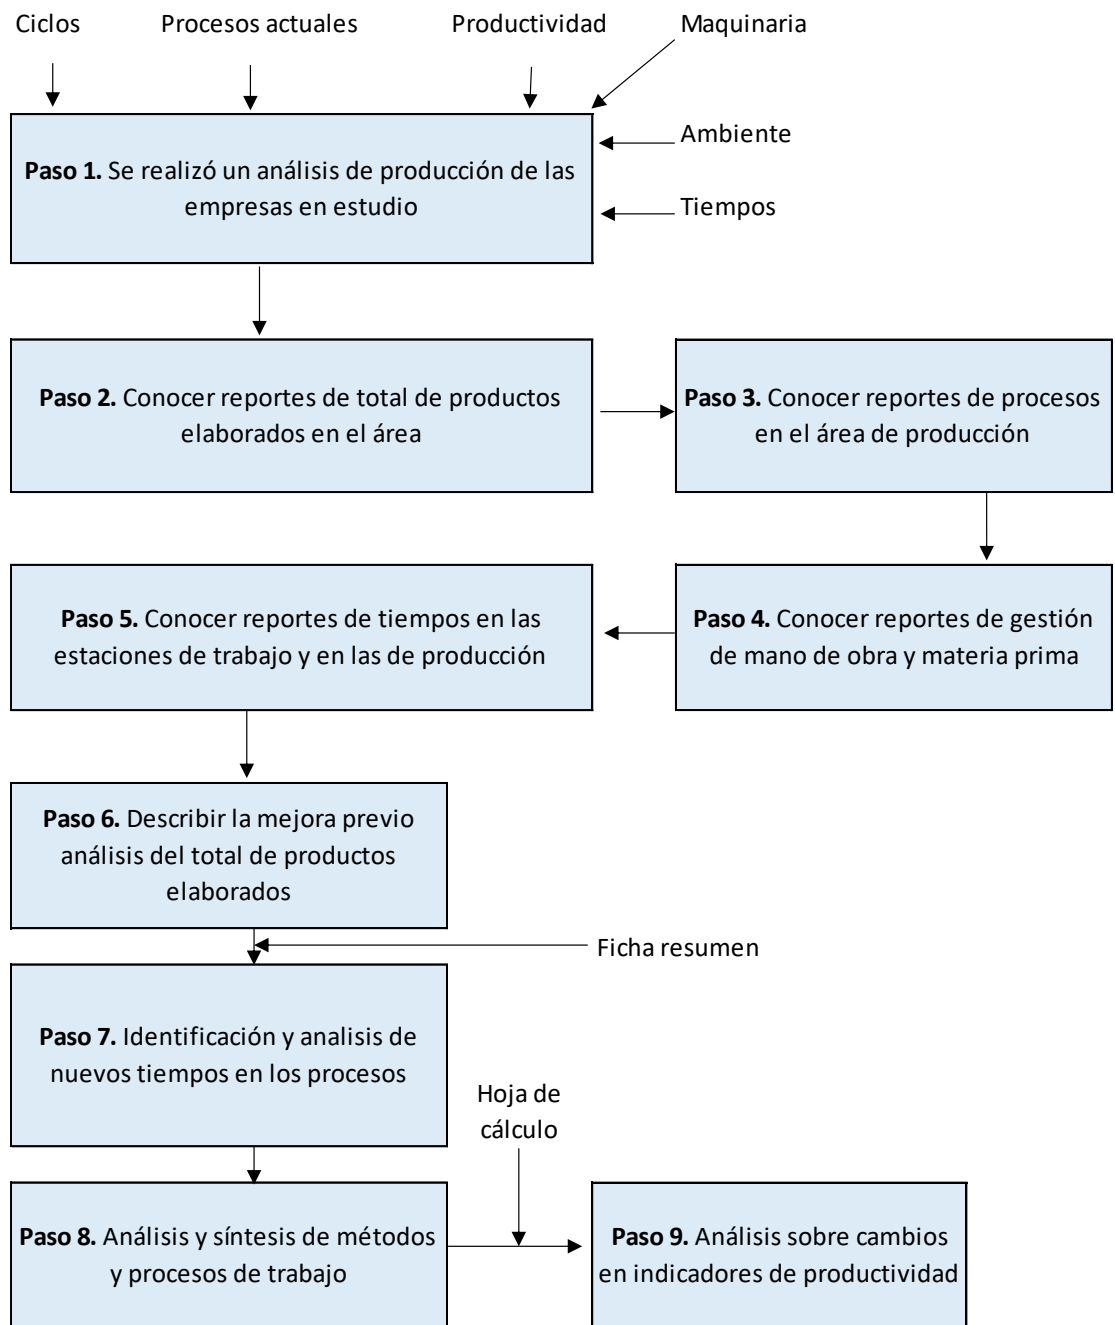 Ciclos
Procesos actuales
Productividad
Maquinaria
Ambiente
Tiempos
Paso 1. Se realizó un análisis de producción de las
empresas en estudio
Paso 2. Conocer reportes de total de productos
elaborados en el área
Paso 3. Conocer reportes de procesos
en el área de producción
Paso 4. Conocer reportes de gestión
de mano de obra y materia prima
Paso 5. Conocer reportes de tiempos en las
estaciones de trabajo y en las de producción
Paso 6. Describir la mejora previo
análisis del total de productos
elaborados
Ficha resumen
Paso 7. Identificación y analisis de
nuevos tiempos en los procesos
Hoja de
cálculo
Paso 8. Análisis y síntesis de métodos
y procesos de trabajo
Paso 9. Análisis sobre cambios
en indicadores de productividad